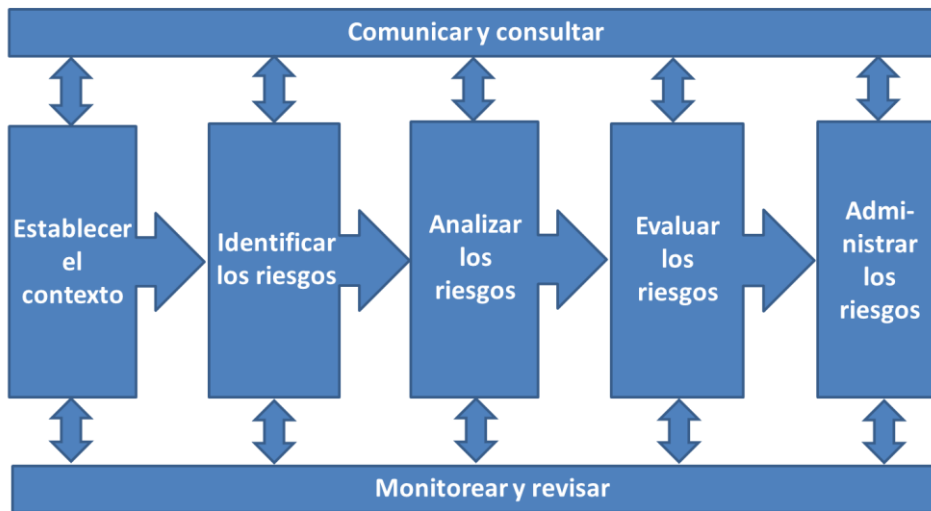 Comunicar y consultar
Establecer
el
contexto
Identificar
los riesgos
Analizar
los
riesgos
Evaluar
los
riesgos
Admi-
nistrar
los
riesgos
Monitorear y revisar